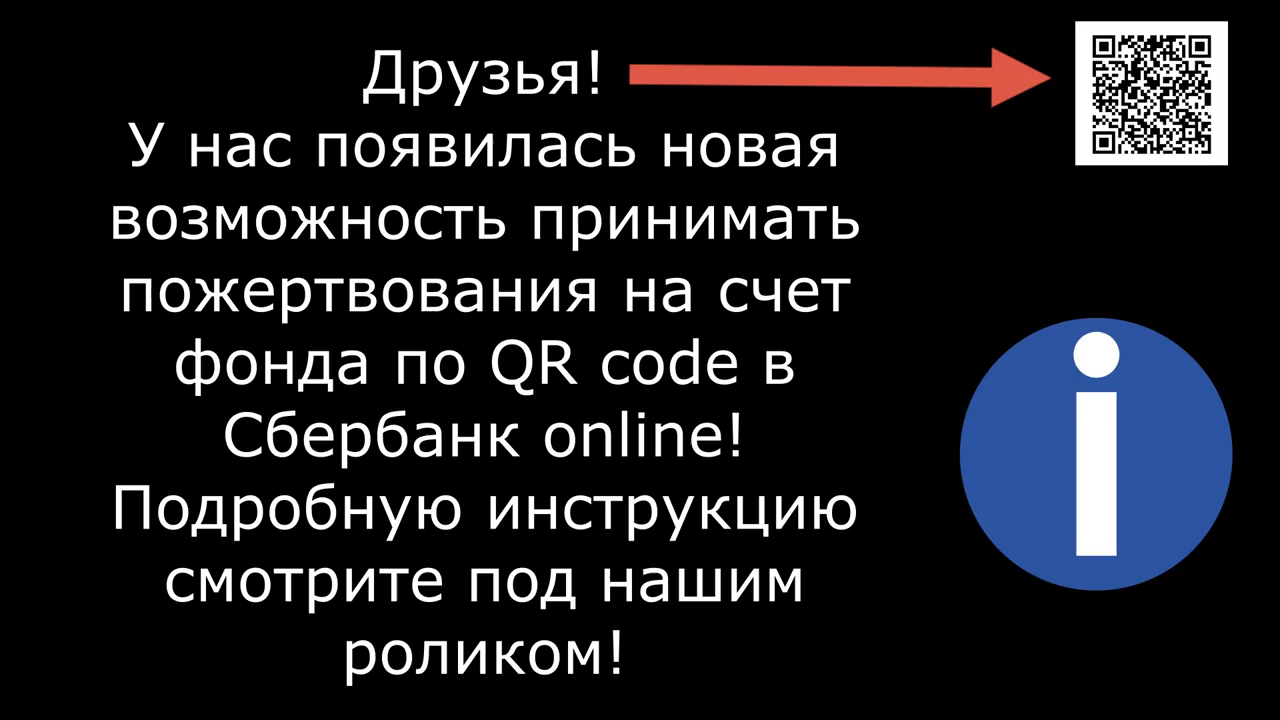 Друзья!
У нас появилась новая
возможность принимать
пожертвования на счет
фонда по QR code в
Сбербанк online!
Подробную инструкцию
смотрите под нашим
роликом!